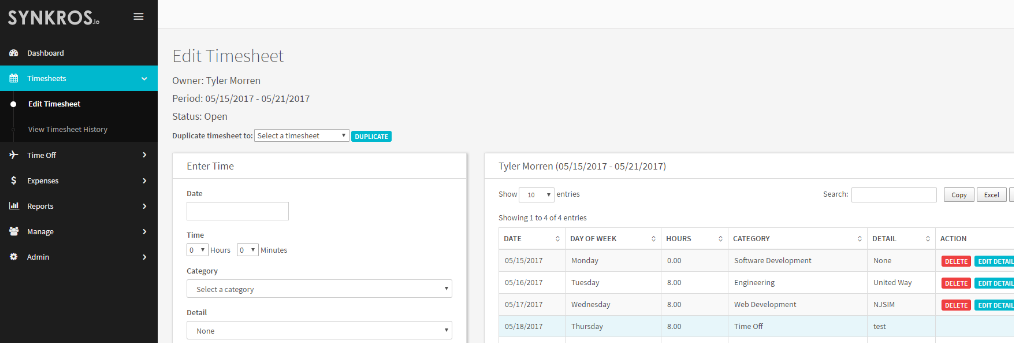 SYNKROS.io
Dashboard
Timesheets
Edit Timesheet
View Timesheet History
Time Off
Expenses
Reports
Manage
Admin
Edit Timesheet
Owner: Tyler Morren
Period: 05/15/2017 - 05/21/2017
Status: Open
Duplicate timesheet to: Select a timesheet DUPLICATE
Enter Time
Date
Time
0 Hours 0 Minutes
Category
Select a category
Detail
None
Tyler Morren (05/15/2017 - 05/21/2017)
Show 10 entries Search: Copy Excel
Showing 1 to 4 of 4 entries
DATE DAY OF WEEK HOURS CATEGORY DETAIL ACTION
05/15/2017 Monday 0.00 Software Development None DELETE EDIT DETAIL
05/16/2017 Tuesday 8.00 Engineering United Way DELETE EDIT DETAIL
05/17/2017 Wednesday 8.00 Web Development NJSIM DELETE EDIT DETAIL
05/18/2017 Thursday 8.00 Time Off test